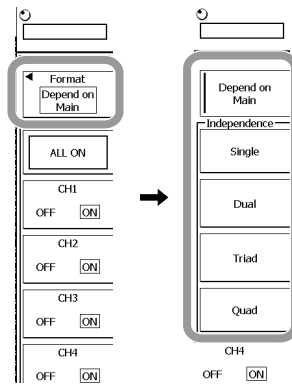 Format
Depend on
Main
ALL ON
CH1
OFF ON
CH2
OFF ON
CH3
OFF ON
CH4
OFF ON
Depend on
Main
Independence
Single
Dual
Triad
Quad
CH4
OFF ON